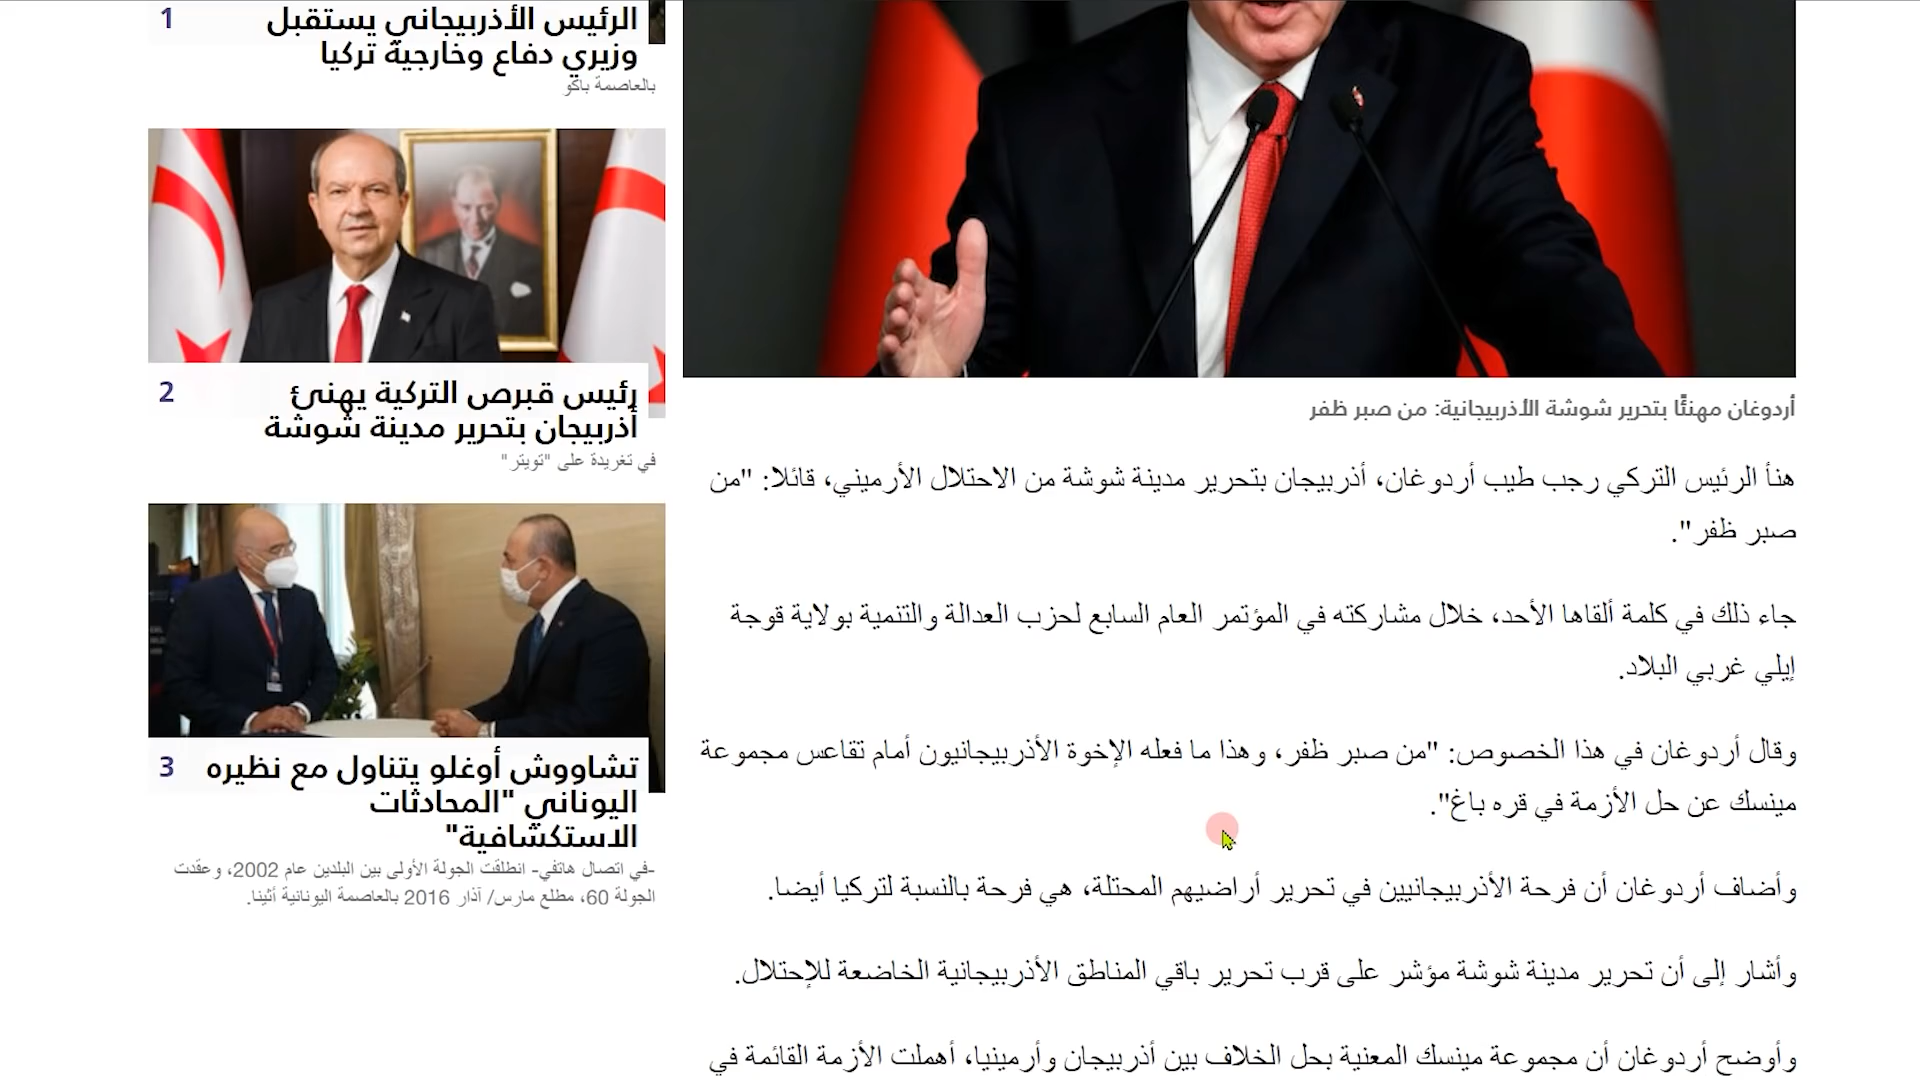 1
الرئيس الأذربيجاني يستقبل
وزيري دفاع وخارجية تركيا
بالعاصمة باكو
2
رئيس قبرص التركية يهنئ
أذربيجان بتحرير مدينة شوشة
في تغريدة على "تويتر"
3
تشاووش أوغلو يتناول مع نظيره
اليوناني "المحادثات
الاستكشافية"
-في اتصال هاتفي- انطلقت الجولة الأولى بين البلدين عام 2002، وعقدت
الجولة 60، مطلع مارس/ آذار 2016 بالعاصمة اليونانية أثينا.
أردوغان مهنئًا بتحرير شوشة الأذربيجانية: من صبر ظفر
هنأ الرئيس التركي رجب طيب أردوغان، أذربيجان بتحرير مدينة شوشة من الاحتلال الأرميني، قائلا: "من
صبر ظفر".
جاء ذلك في كلمة ألقاها الأحد، خلال مشاركته في المؤتمر العام السابع لحزب العدالة والتنمية بولاية قوجة
إيلي غربي البلاد.
وقال أردوغان في هذا الخصوص: "من صبر ظفر، وهذا ما فعله الإخوة الأذربيجانيون أمام تقاعس مجموعة
مينسك عن حل الأزمة في قره باغ".
وأضاف أردوغان أن فرحة الأذربيجانيين في تحرير أراضيهم المحتلة، هي فرحة بالنسبة لتركيا أيضا.
وأشار إلى أن تحرير مدينة شوشة مؤشر على قرب تحرير باقي المناطق الأذربيجانية الخاضعة للإحتلال.
وأوضح أردوغان أن مجموعة مينسك المعنية بحل الخلاف بين أذربيجان وأرمينيا، أهملت الأزمة القائمة في